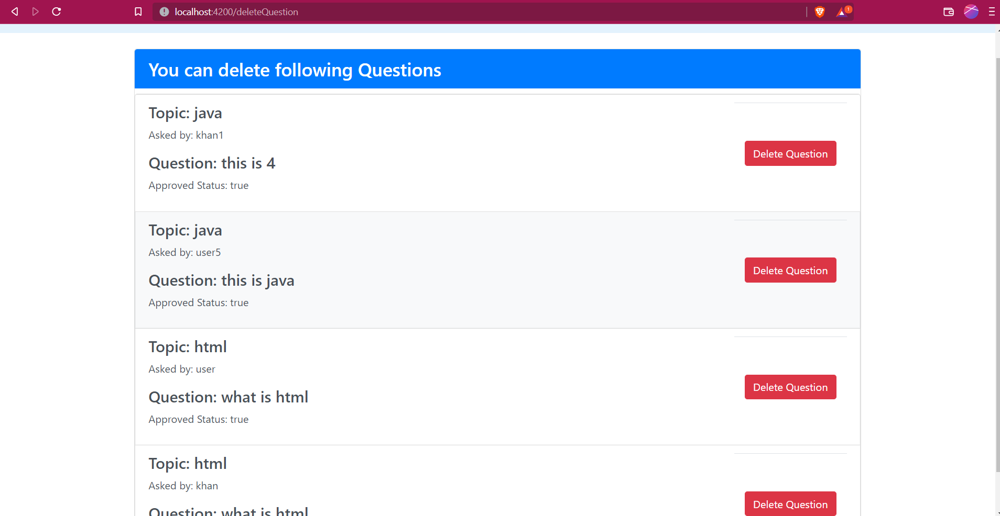 localhost:4200/deleteQuestion
1
You can delete following Questions
Topic: java
Asked by: khan1
Question: this is 4
Approved Status: true
Delete Question
Topic: java
Asked by: user5
Question: this is java
Approved Status: true
Delete Question
Topic: html
Asked by: user
Question: what is html
Approved Status: true
Delete Question
Topic: html
Asked by: khan
Question: what is html
Delete Question